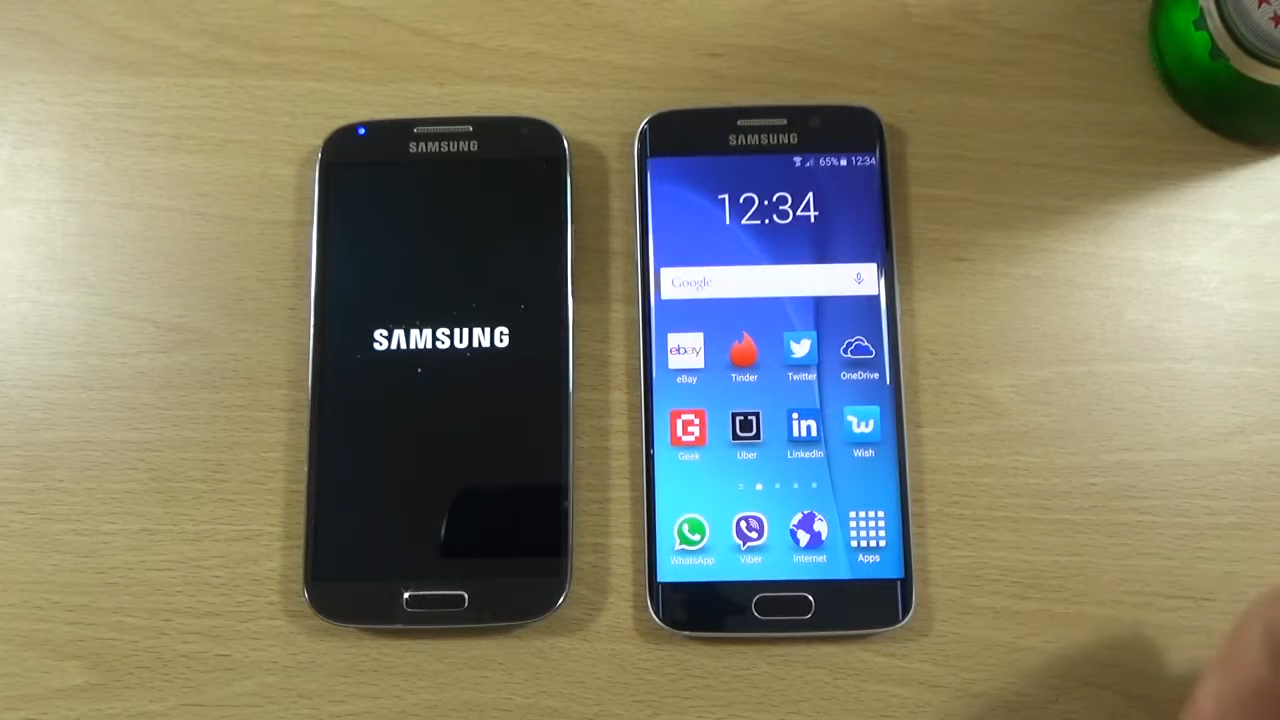 SAMSUNG
SAMSUNG
SAMSUNG
65% 12:34
12:34
Google
ebay
eBay
Tinder
Twitter
OneDrive
G
Geek
U
Uber
in
LinkedIn
w
Wish
WhatsApp
Viber
Internet
Apps